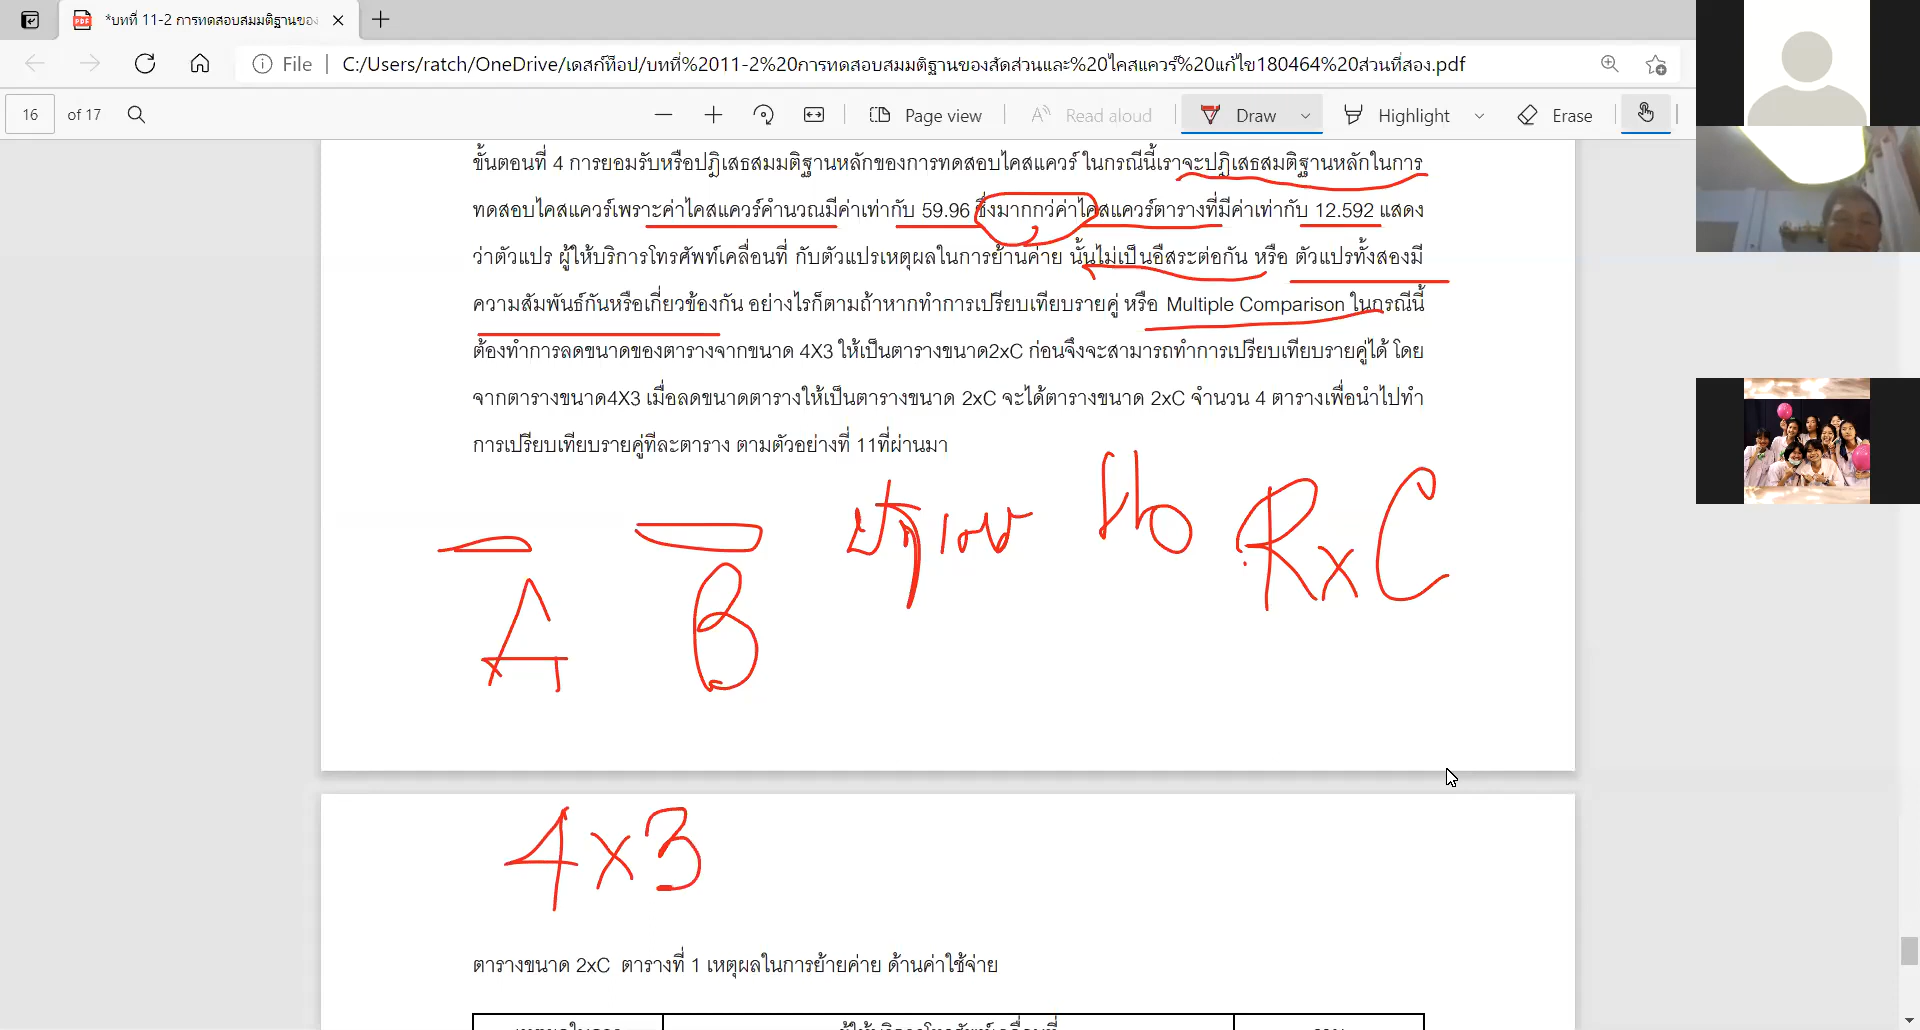 *บทที่ 11-2 การทดสอบสมมติฐานของ
File
C:/Users/ratch/OneDrive/เดสก์ท็อป/บทที่%2011-2%20การทดสอบสมมติฐานของสัดส่วนและ%20ไคสแควร์%20แก้ไข180464%20ส่วนที่สอง.pdf
16 of 17
Page view
Read aloud
Draw
Highlight
Erase
ขั้นตอนที่ 4 การยอมรับหรือปฏิเสธสมมติฐานหลักของการทดสอบไคสแควร์ ในกรณีนี้เราจะปฏิเสธสมติฐานหลักในการ
ทดสอบไคสแควร์เพราะค่าไคสแควร์คำนวณมีค่าเท่ากับ 59.96 ซึ่งมากกว่ค่าไคสแควร์ตารางที่มีค่าเท่ากับ 12.592 แสดง
ว่าตัวแปร ผู้ให้บริการโทรศัพท์เคลื่อนที่ กับตัวแปรเหตุผลในการย้านค่าย นั้นไม่เป็นอืสระต่อกัน หรือ ตัวแปรทั้งสองมี
ความสัมพันธ์กันหรือเกี่ยวข้องกัน อย่างไรก็ตามถ้าหากทำการเปรียบเทียบรายคู่ หรือ Multiple Comparison ในกรณีนี้
ต้องทำการลดขนาดของตารางจากขนาด 4X3 ให้เป็นตารางขนาด2xC ก่อนจึงจะสามารถทำการเปรียบเทียบรายคู่ได้ โดย
จากตารางขนาด4X3 เมื่อลดขนาดตารางให้เป็นตารางขนาด 2xC จะได้ตารางขนาด 2xC จำนวน 4 ตารางเพื่อนำไปทำ
การเปรียบเทียบรายคู่ทีละตาราง ตามตัวอย่างที่ 11ที่ผ่านมา
Ho RxC
A B
4x3
ตารางขนาด 2xC ตารางที่ 1 เหตุผลในการย้ายค่าย ด้านค่าใช้จ่าย